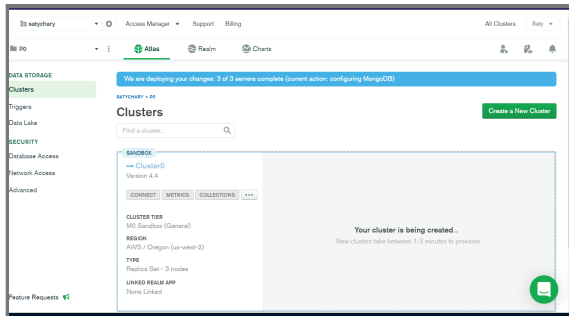 satychary
Access Manager
Support
Billing
All Clusters
Saty
P0
Atlas
Realm
Charts
DATA STORAGE
Clusters
Triggers
Data Lake
SECURITY
Database Access
Network Access
Advanced
Feature Requests
We are deploying your changes: 3 of 3 servers complete (current action: configuring MongoDB)
SATYCHARY > P0
Clusters
Create a New Cluster
Find a cluster...
SANDBOX
Cluster0
Version 4.4
CONNECT
METRICS
COLLECTIONS
CLUSTER TIER
M0 Sandbox (General)
REGION
AWS / Oregon (us-west-2)
TYPE
Replica Set - 3 nodes
LINKED REALM APP
None Linked
Your cluster is being created...
New clusters take between 1-3 minutes to provision.